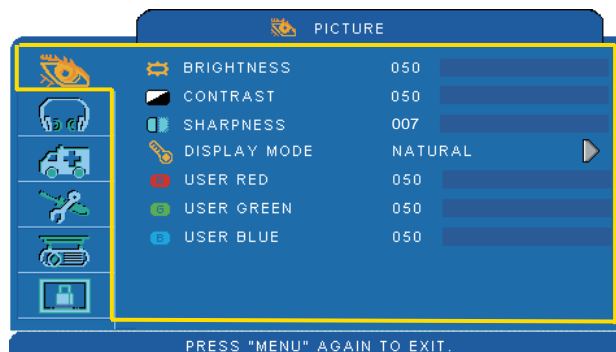 PICTURE
BRIGHTNESS 050
CONTRAST 050
SHARPNESS 007
DISPLAY MODE NATURAL
R USER RED 050
G USER GREEN 050
B USER BLUE 050
PRESS "MENU" AGAIN TO EXIT.